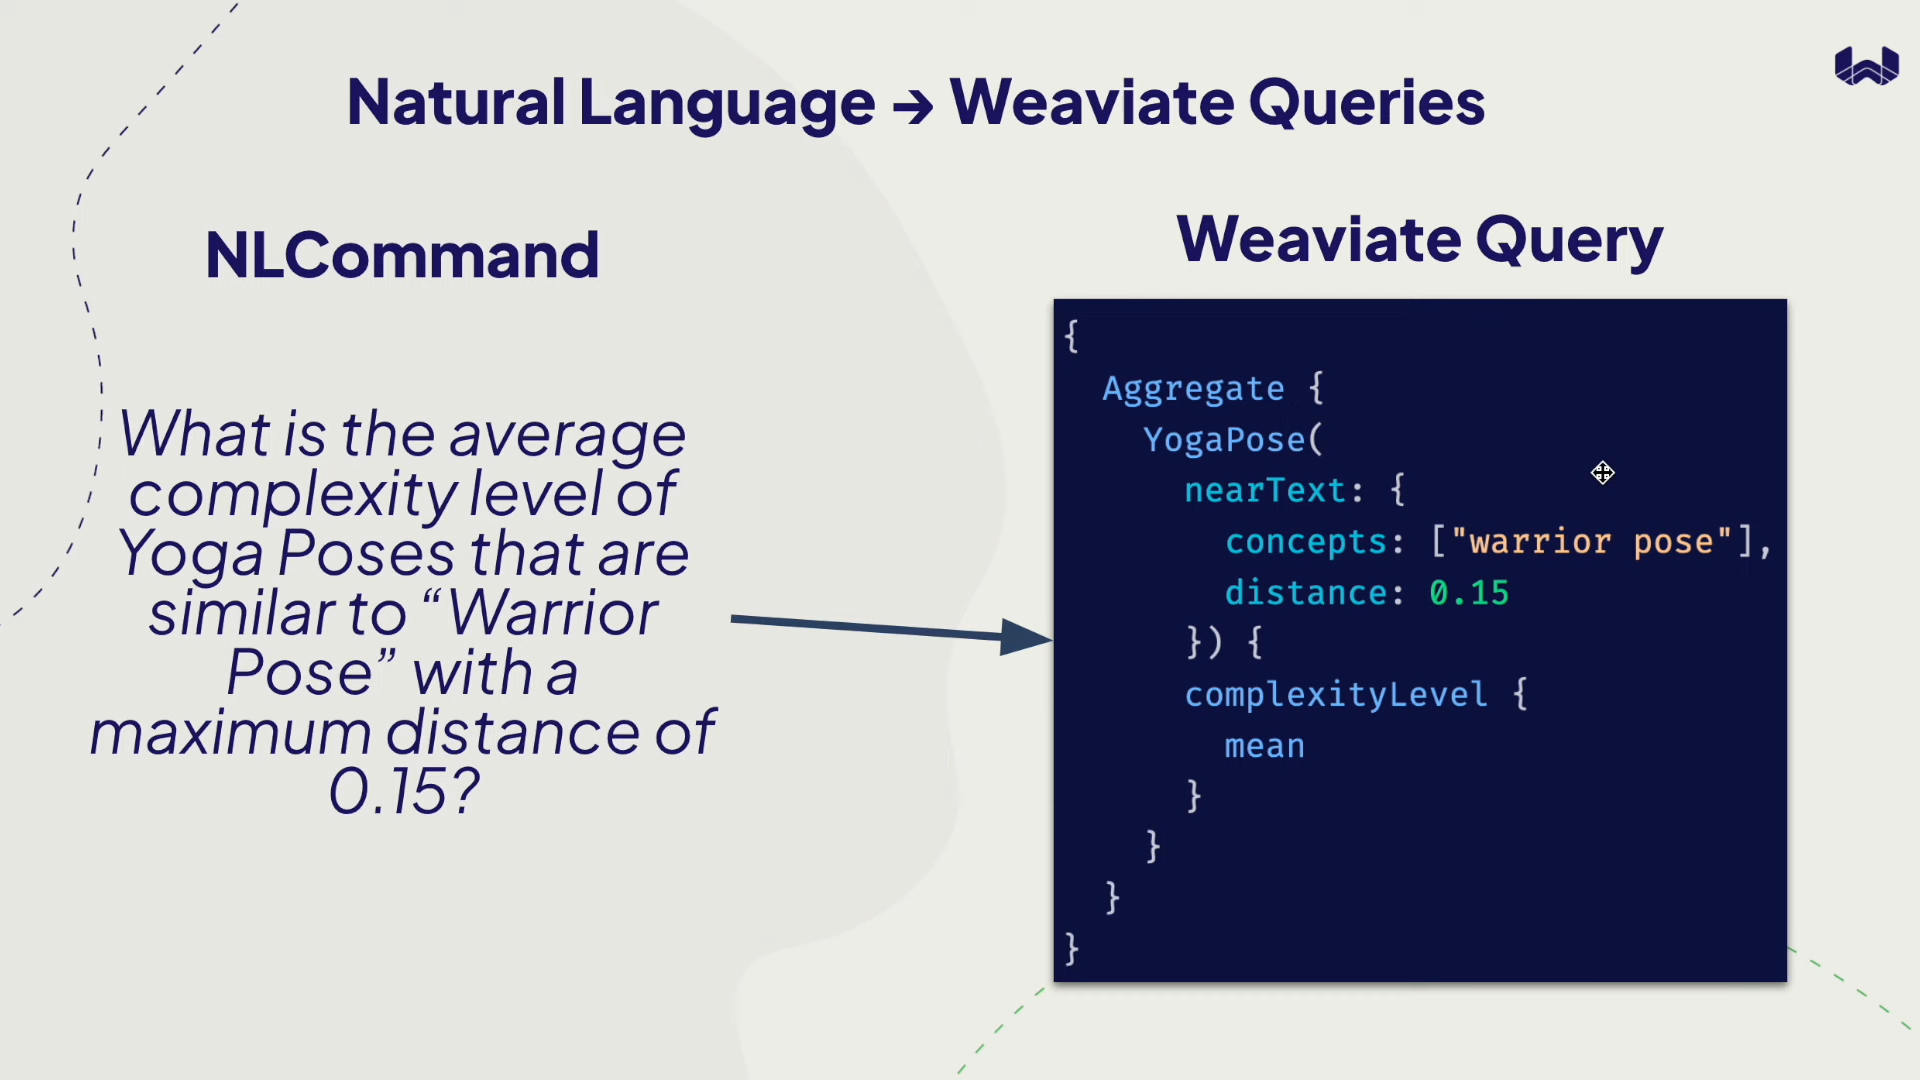 Natural Language → Weaviate Queries
NLCommand
What is the average
complexity level of
Yoga Poses that are
similar to “Warrior
Pose” with a
maximum distance of
0.15?
Weaviate Query
{
  Aggregate {
    YogaPose(
      nearText: {
        concepts: ["warrior pose"],
        distance: 0.15
      }) {
      complexityLevel {
        mean
      }
    }
  }
}